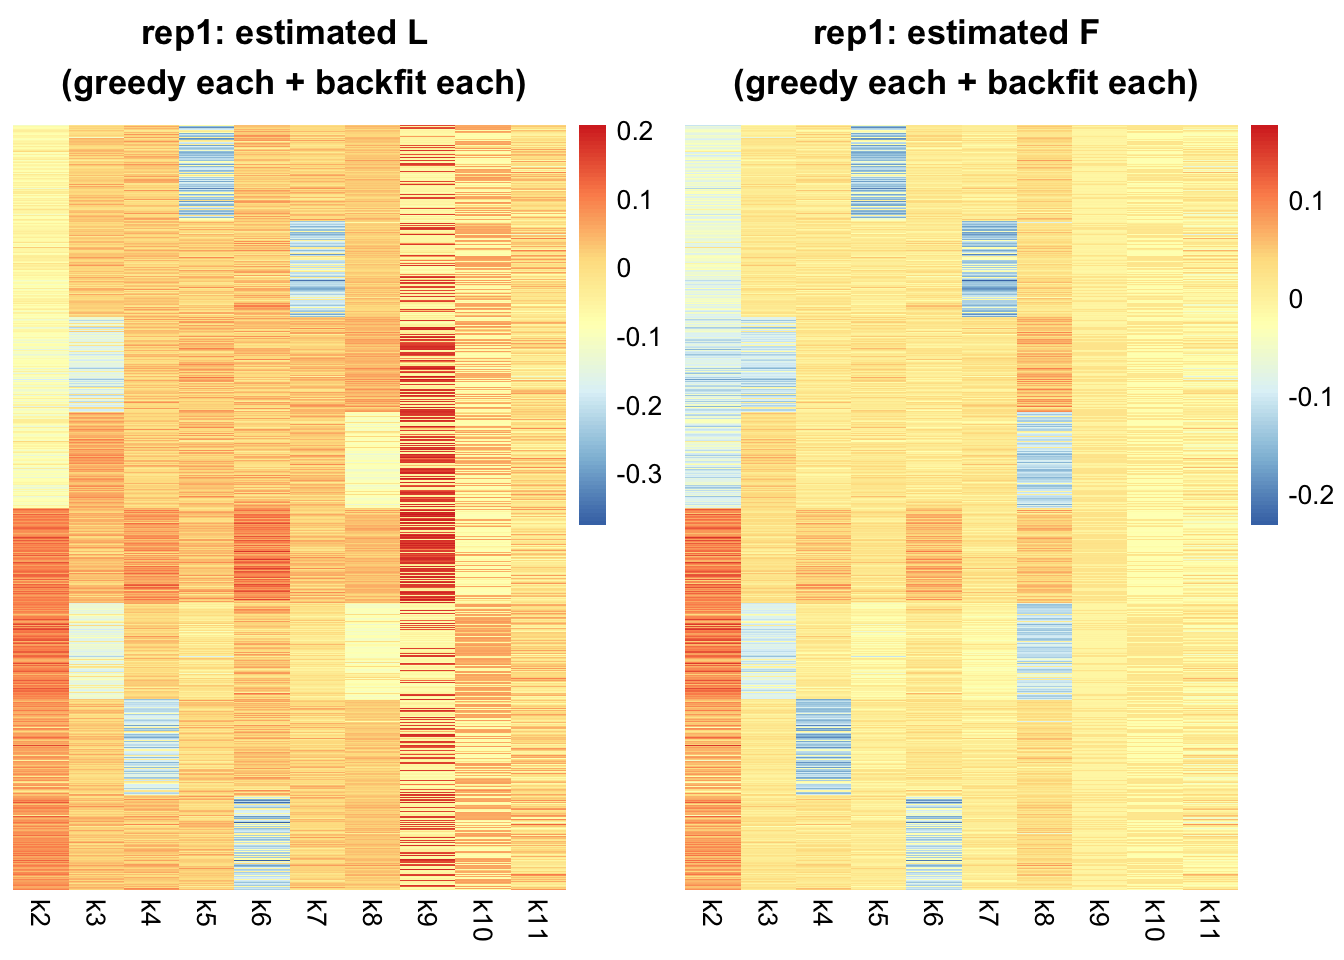 rep1: estimated L
(greedy each + backfit each)
0.2
0.1
0
-0.1
-0.2
-0.3
k2
k3
k4
k5
k6
k7
k8
k9
k10
k11
rep1: estimated F
(greedy each + backfit each)
0.1
0
-0.1
-0.2
k2
k3
k4
k5
k6
k7
k8
k9
k10
k11